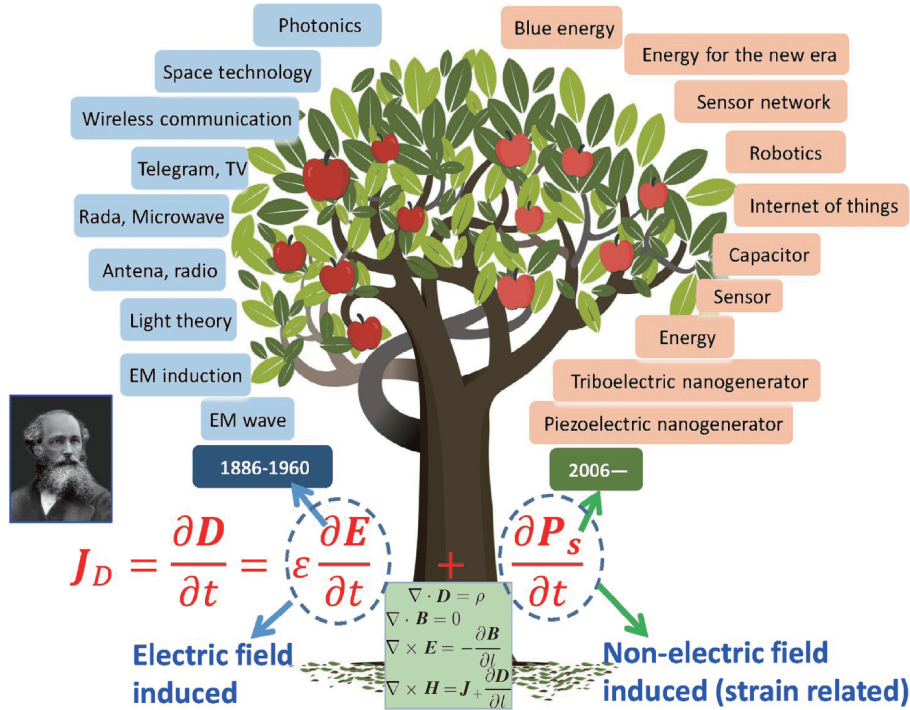 Photonics
Space technology
Wireless communication
Telegram, TV
Rada, Microwave
Antena, radio
Light theory
EM induction
EM wave
1886-1960
Blue energy
Energy for the new era
Sensor network
Robotics
Internet of things
Capacitor
Sensor
Energy
Triboelectric nanogenerator
Piezoelectric nanogenerator
2006—
J_D = ∂D/∂t = ε ∂E/∂t + ∂P_s/∂t
∇ · D = ρ
∇ · B = 0
∇ × E = -∂B/∂t
∇ × H = J + ∂D/∂t
Electric field
induced
Non-electric field
induced (strain related)